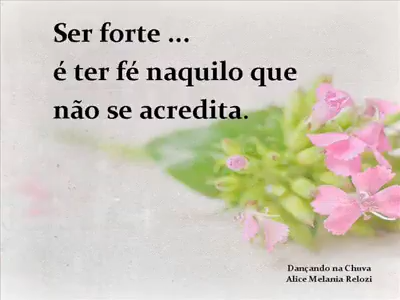 Ser forte ...
é ter fé naquilo que
não se acredita.
Dançando na Chuva
Alice Melania Relozi